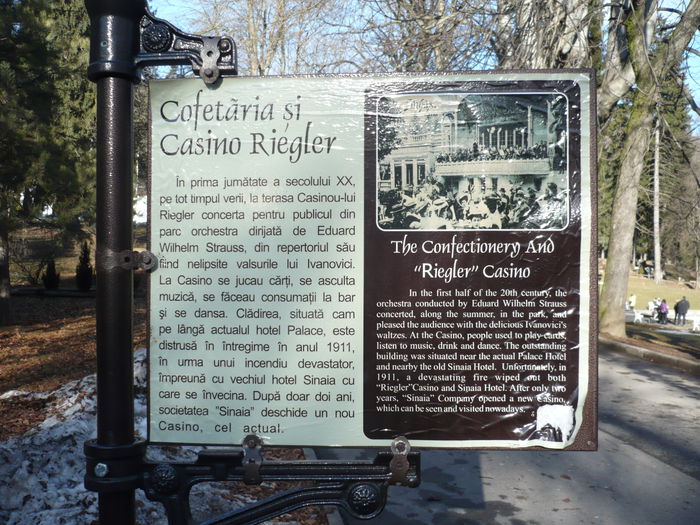 Cofetăria și
Casino Riegler
În prima jumătate a secolului XX,
pe tot timpul verii, la terasa Casinou-lui
Riegler concerta pentru publicul din
parc orchestra dirijată de Eduard
Wilhelm Strauss, din repertoriul său
fiind nelipsite valsurile lui Ivanovici.
La Casino se jucau cărţi, se asculta
muzică, se făceau consumaţii la bar
şi se dansa. Clădirea, situată cam
pe lângă actualul hotel Palace, este
distrusă în întregime în anul 1911,
în urma unui incendiu devastator,
împreună cu vechiul hotel Sinaia cu
care se învecina. După doar doi ani,
societatea "Sinaia" deschide un nou
Casino, cel actual.
The Confectionery And
"Riegler" Casino
In the first half of the 20th century, the
orchestra conducted by Eduard Wilhelm Strauss
concerted, along the summer, in the park, and
pleased the audience with the delicious Ivanovici's
waltzes. At the Casino, people used to play cards,
listen to music, drink and dance. The outstanding
building was situated near the actual Palace Hotel
and nearby the old Sinaia Hotel. Unfortunately, in
1911, a devastating fire wiped out both
"Riegler" Casino and Sinaia Hotel. After only two
years, "Sinaia" Company opened a new Casino,
which can be seen and visited nowadays.